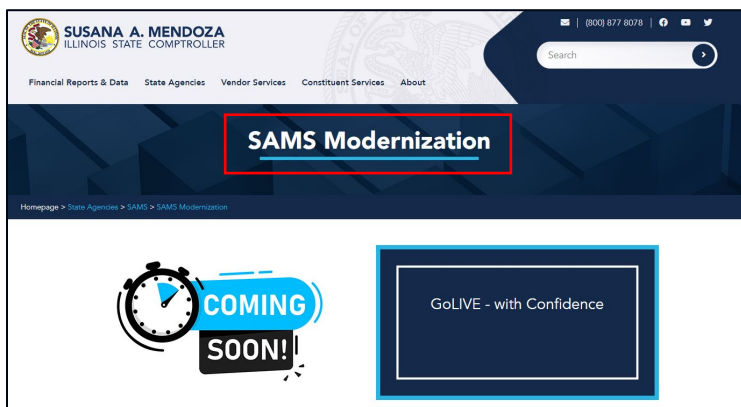 SUSANA A. MENDOZA
ILLINOIS STATE COMPTROLLER
| (800) 877 8078 |
Search
Financial Reports & Data State Agencies Vendor Services Constituent Services About
SAMS Modernization
Homepage > State Agencies > SAMS > SAMS Modernization
COMING
SOON!
GoLIVE - with Confidence